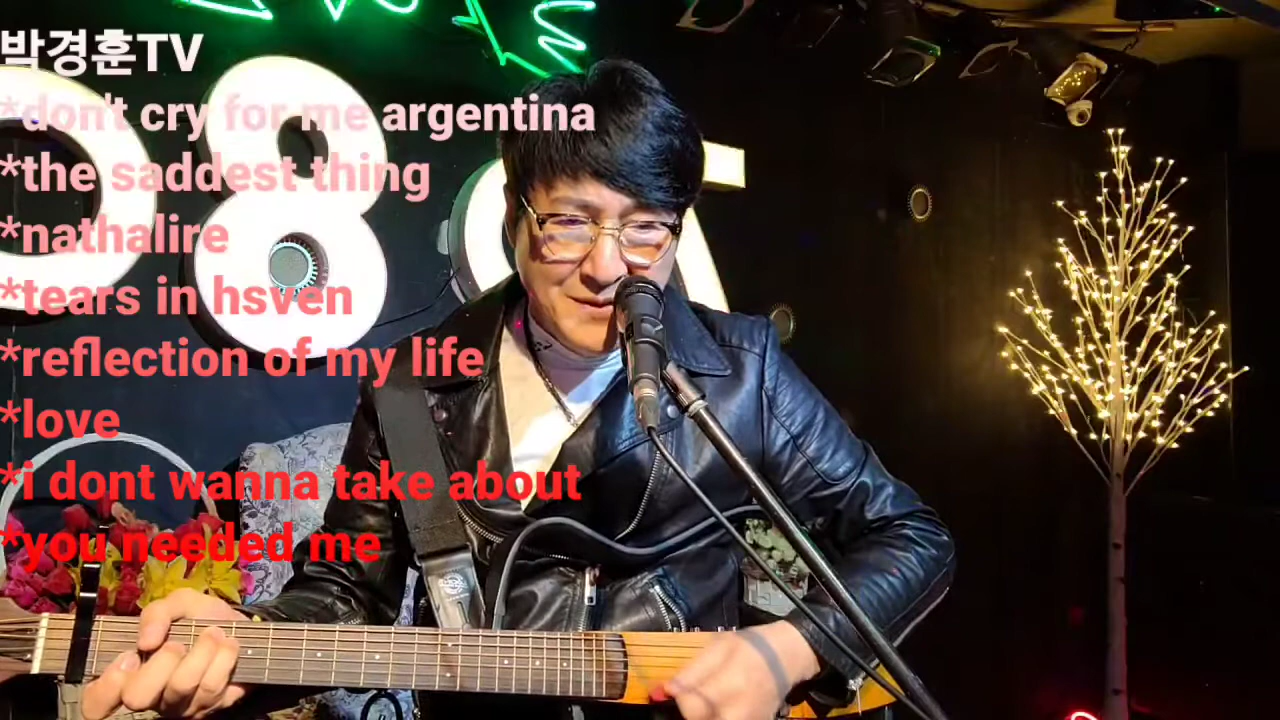 박경훈TV
*don't cry for me argentina
*the saddest thing
*nathalire
*tears in hsven
*reflection of my life
*love
*i dont wanna take about
*you needed me